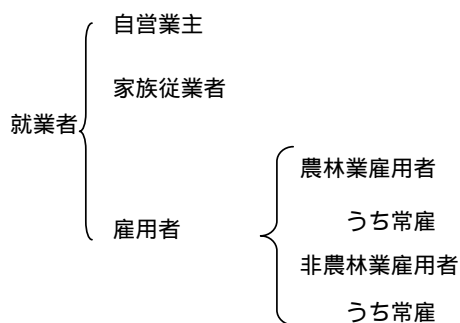 自営業主
家族従業者
就業者
雇用者
農林業雇用者
うち常雇
非農林業雇用者
うち常雇